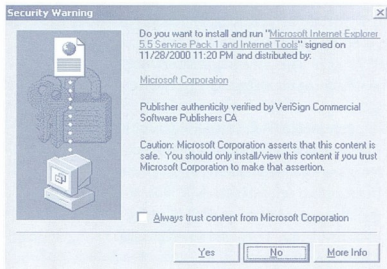 Security Warning
Do you want to install and run "Microsoft Internet Explorer
5.5 Service Pack 1 and Internet Tools" signed on
11/28/2000 11:20 PM and distributed by:
Microsoft Corporation
Publisher authenticity verified by VeriSign Commercial
Software Publishers CA
Caution: Microsoft Corporation asserts that this content is
safe. You should only install/view this content if you trust
Microsoft Corporation to make that assertion.
Always trust content from Microsoft Corporation
Yes No More Info